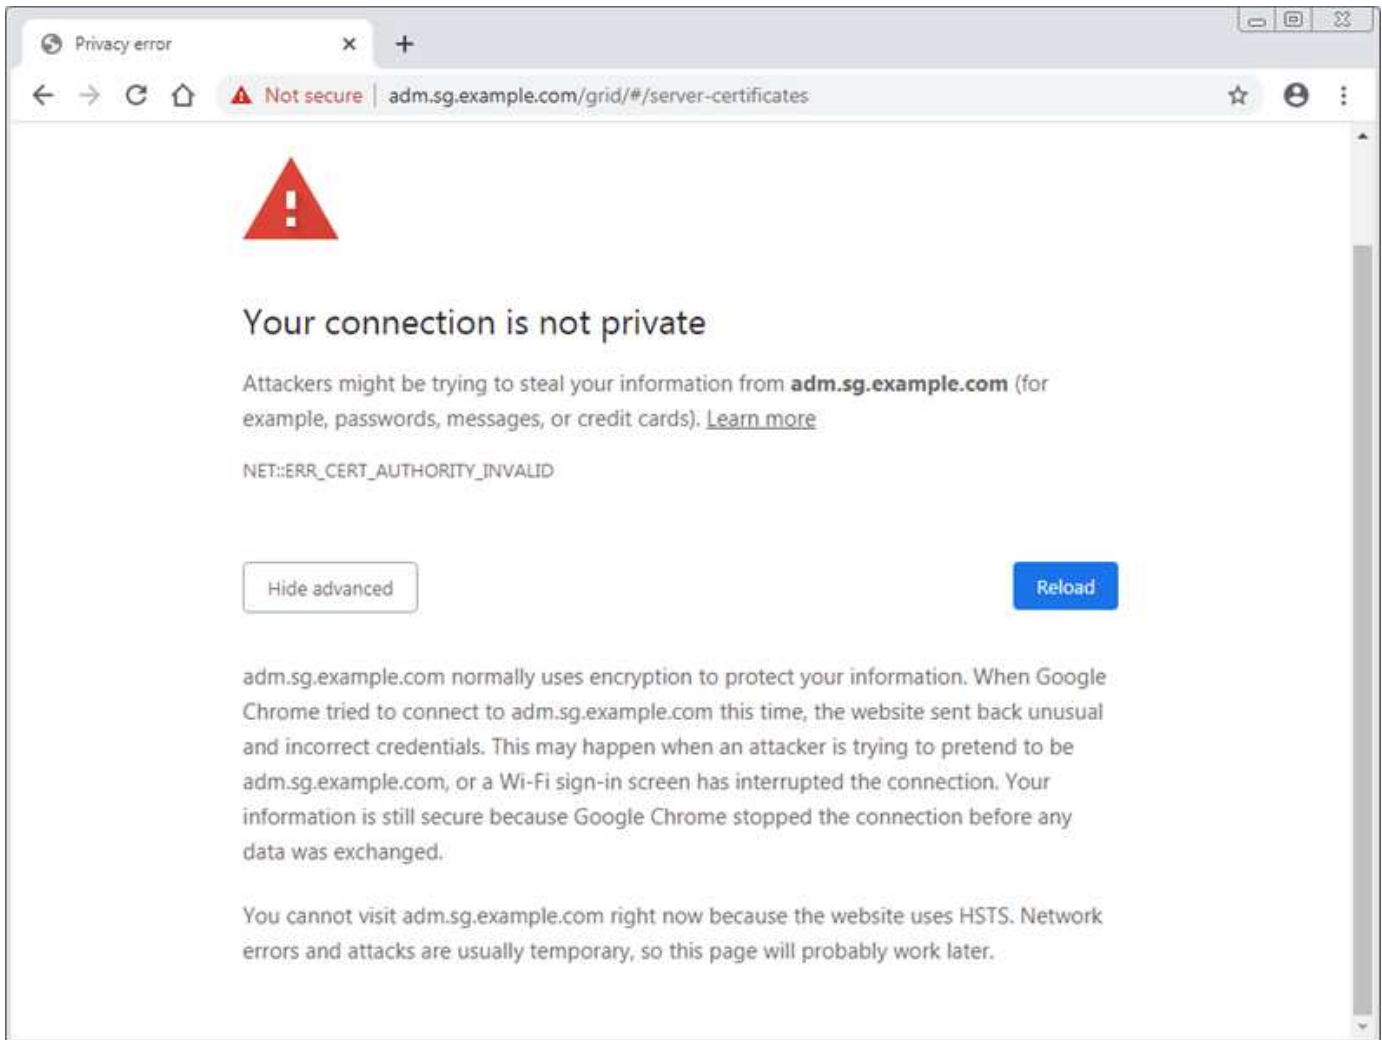 Privacy error
Not secure
adm.sg.example.com/grid/#/server-certificates
Your connection is not private
Attackers might be trying to steal your information from adm.sg.example.com (for
example, passwords, messages, or credit cards). Learn more
NET::ERR_CERT_AUTHORITY_INVALID
Hide advanced
Reload
adm.sg.example.com normally uses encryption to protect your information. When Google
Chrome tried to connect to adm.sg.example.com this time, the website sent back unusual
and incorrect credentials. This may happen when an attacker is trying to pretend to be
adm.sg.example.com, or a Wi-Fi sign-in screen has interrupted the connection. Your
information is still secure because Google Chrome stopped the connection before any
data was exchanged.
You cannot visit adm.sg.example.com right now because the website uses HSTS. Network
errors and attacks are usually temporary, so this page will probably work later.